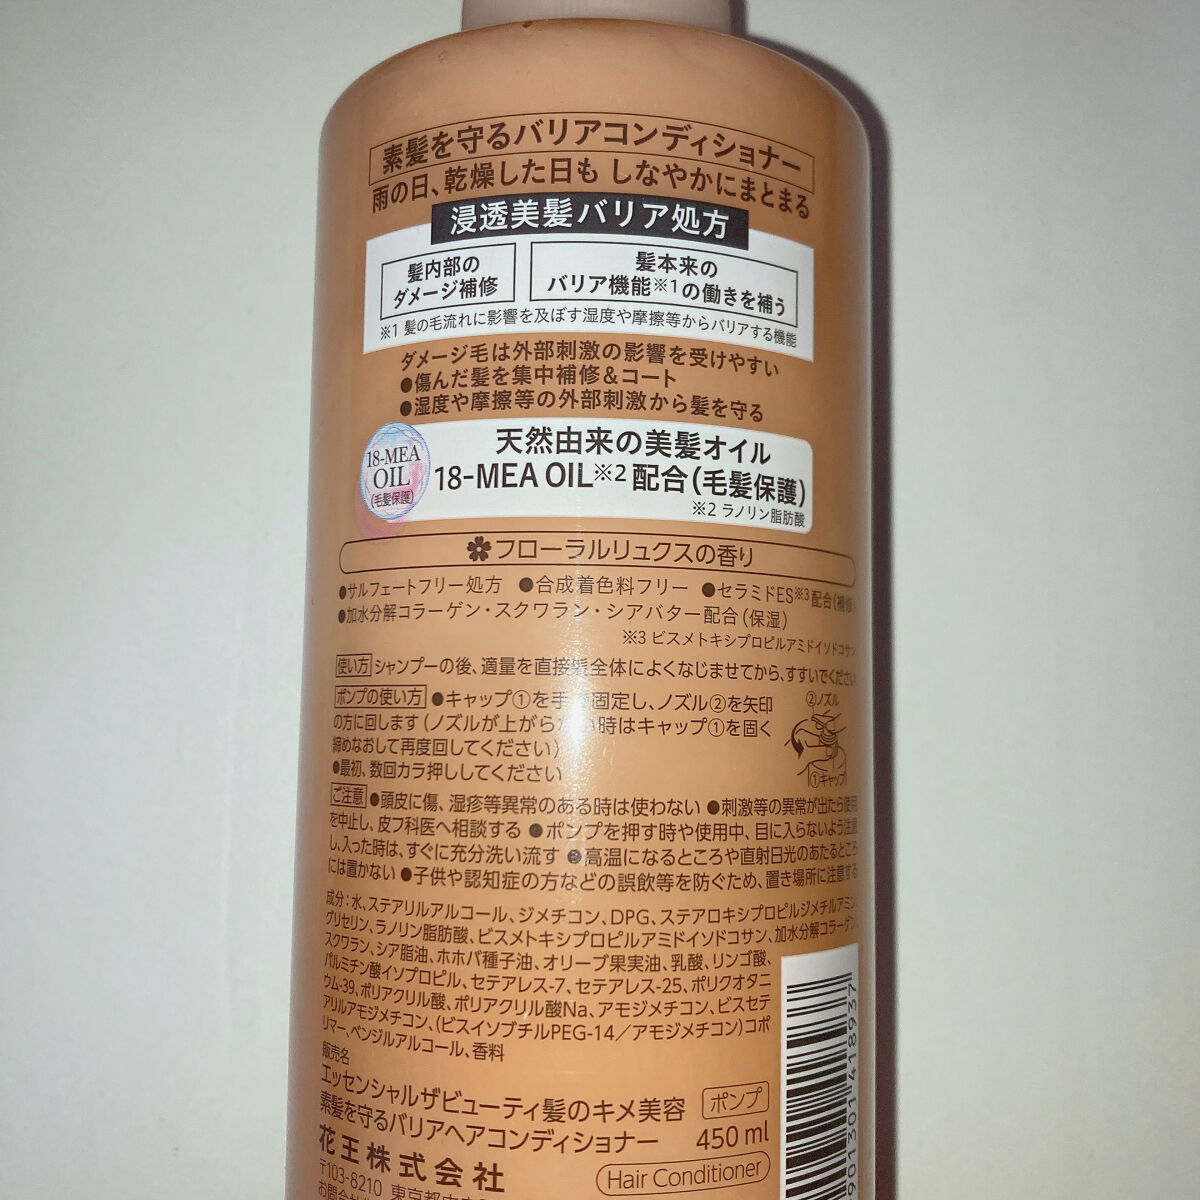 素髪を守るバリアコンディショナー
雨の日、乾燥した日も しなやかにまとまる
浸透美髪バリア処方
髪内部の
ダメージ補修
髪本来の
バリア機能※1の働きを補う
※1 髪の毛流れに影響を及ぼす湿度や摩擦等からバリアする機能
ダメージ毛は外部刺激の影響を受けやすい
●傷んだ髪を集中補修&コート
●湿度や摩擦等の外部刺激から髪を守る
18-MEA
OIL
(毛髪保護)
天然由来の美髪オイル
18-MEA OIL※2 配合(毛髪保護)
※2 ラノリン脂肪酸
フローラルリュクスの香り
●サルフェートフリー処方 ●合成着色料フリー ●セラミドES※3配合(補修)
●加水分解コラーゲン・スクワラン・シアバター配合(保湿)
※3 ビスメトキシプロピルアミドイソドコサン
使い方 シャンプーの後、適量を直接髪全体によくなじませてから、すすいでください
ポンプの使い方 ●キャップ①を手で固定し、ノズル②を矢印
の方に回します(ノズルが上がらない時はキャップ①を固く
締めなおして再度回してください)
●最初、数回カラ押ししてください
②ノズル
①キャップ
ご注意 ●頭皮に傷、湿疹等異常のある時は使わない ●刺激等の異常が出たら使用
を中止し、皮フ科医へ相談する ●ポンプを押す時や使用中、目に入らないよう注意
し、入った時は、すぐに充分洗い流す ●高温になるところや直射日光のあたるところ
には置かない ●子供や認知症の方などの誤飲等を防ぐため、置き場所に注意する
成分:水、ステアリルアルコール、ジメチコン、DPG、ステアロキシプロピルジメチルアミン、
グリセリン、ラノリン脂肪酸、ビスメトキシプロピルアミドイソドコサン、加水分解コラーゲン、
スクワラン、シア脂油、ホホバ種子油、オリーブ果実油、乳酸、リンゴ酸、
パルミチン酸イソプロピル、セテアレス-7、セテアレス-25、ポリクオタニ
ウム-39、ポリアクリル酸、ポリアクリル酸Na、アモジメチコン、ビスセテ
アリルアモジメチコン、(ビスイソブチルPEG-14/アモジメチコン)コポ
リマー、ベンジルアルコール、香料
販売名
エッセンシャルザビューティ髪のキメ美容
素髪を守るバリアヘアコンディショナー
ポンプ
450 ml
花王株式会社
Hair Conditioner
〒103-8210
4901301418937